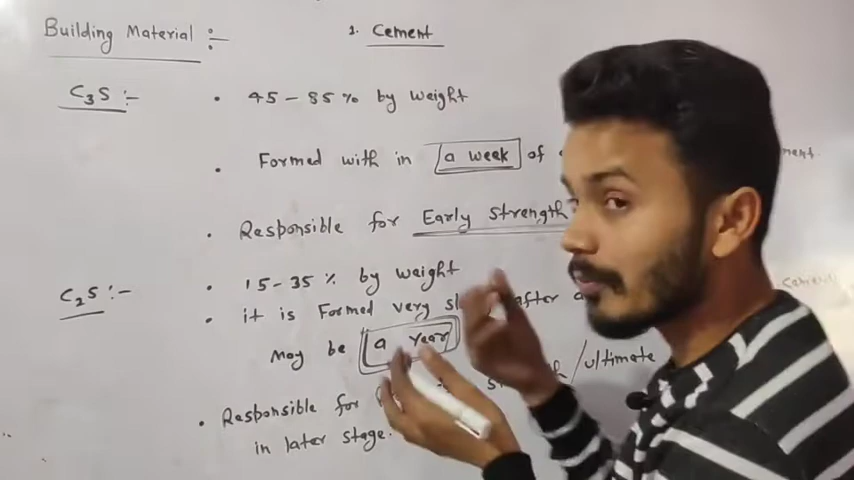 Building Material :-
1. Cement
C3S :-
• 45 - 85 % by Weight
• Formed with in a week of
• Responsible for Early strength
C2S :-
• 15 - 35 % by weight
• it is Formed very after
may be a year
• Responsible for /ultimate
in later stage.